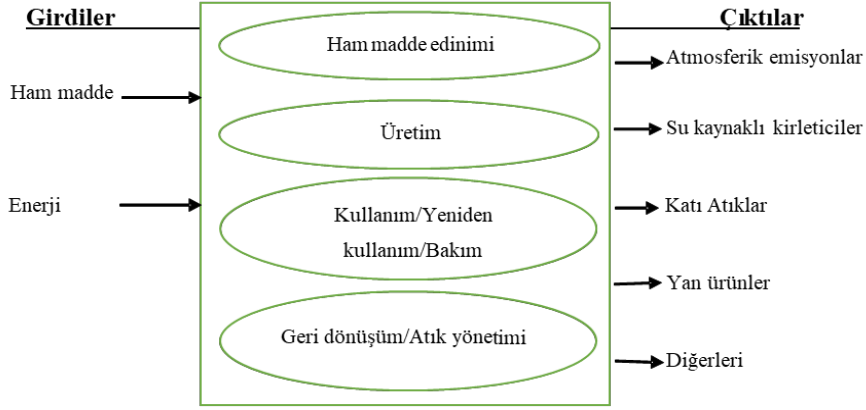 Girdiler
Ham madde
Enerji
Ham madde edinimi
Üretim
Kullanım/Yeniden
kullanım/Bakım
Geri dönüşüm/Atık yönetimi
Çıktılar
Atmosferik emisyonlar
Su kaynaklı kirleticiler
Katı Atıklar
Yan ürünler
Diğerleri